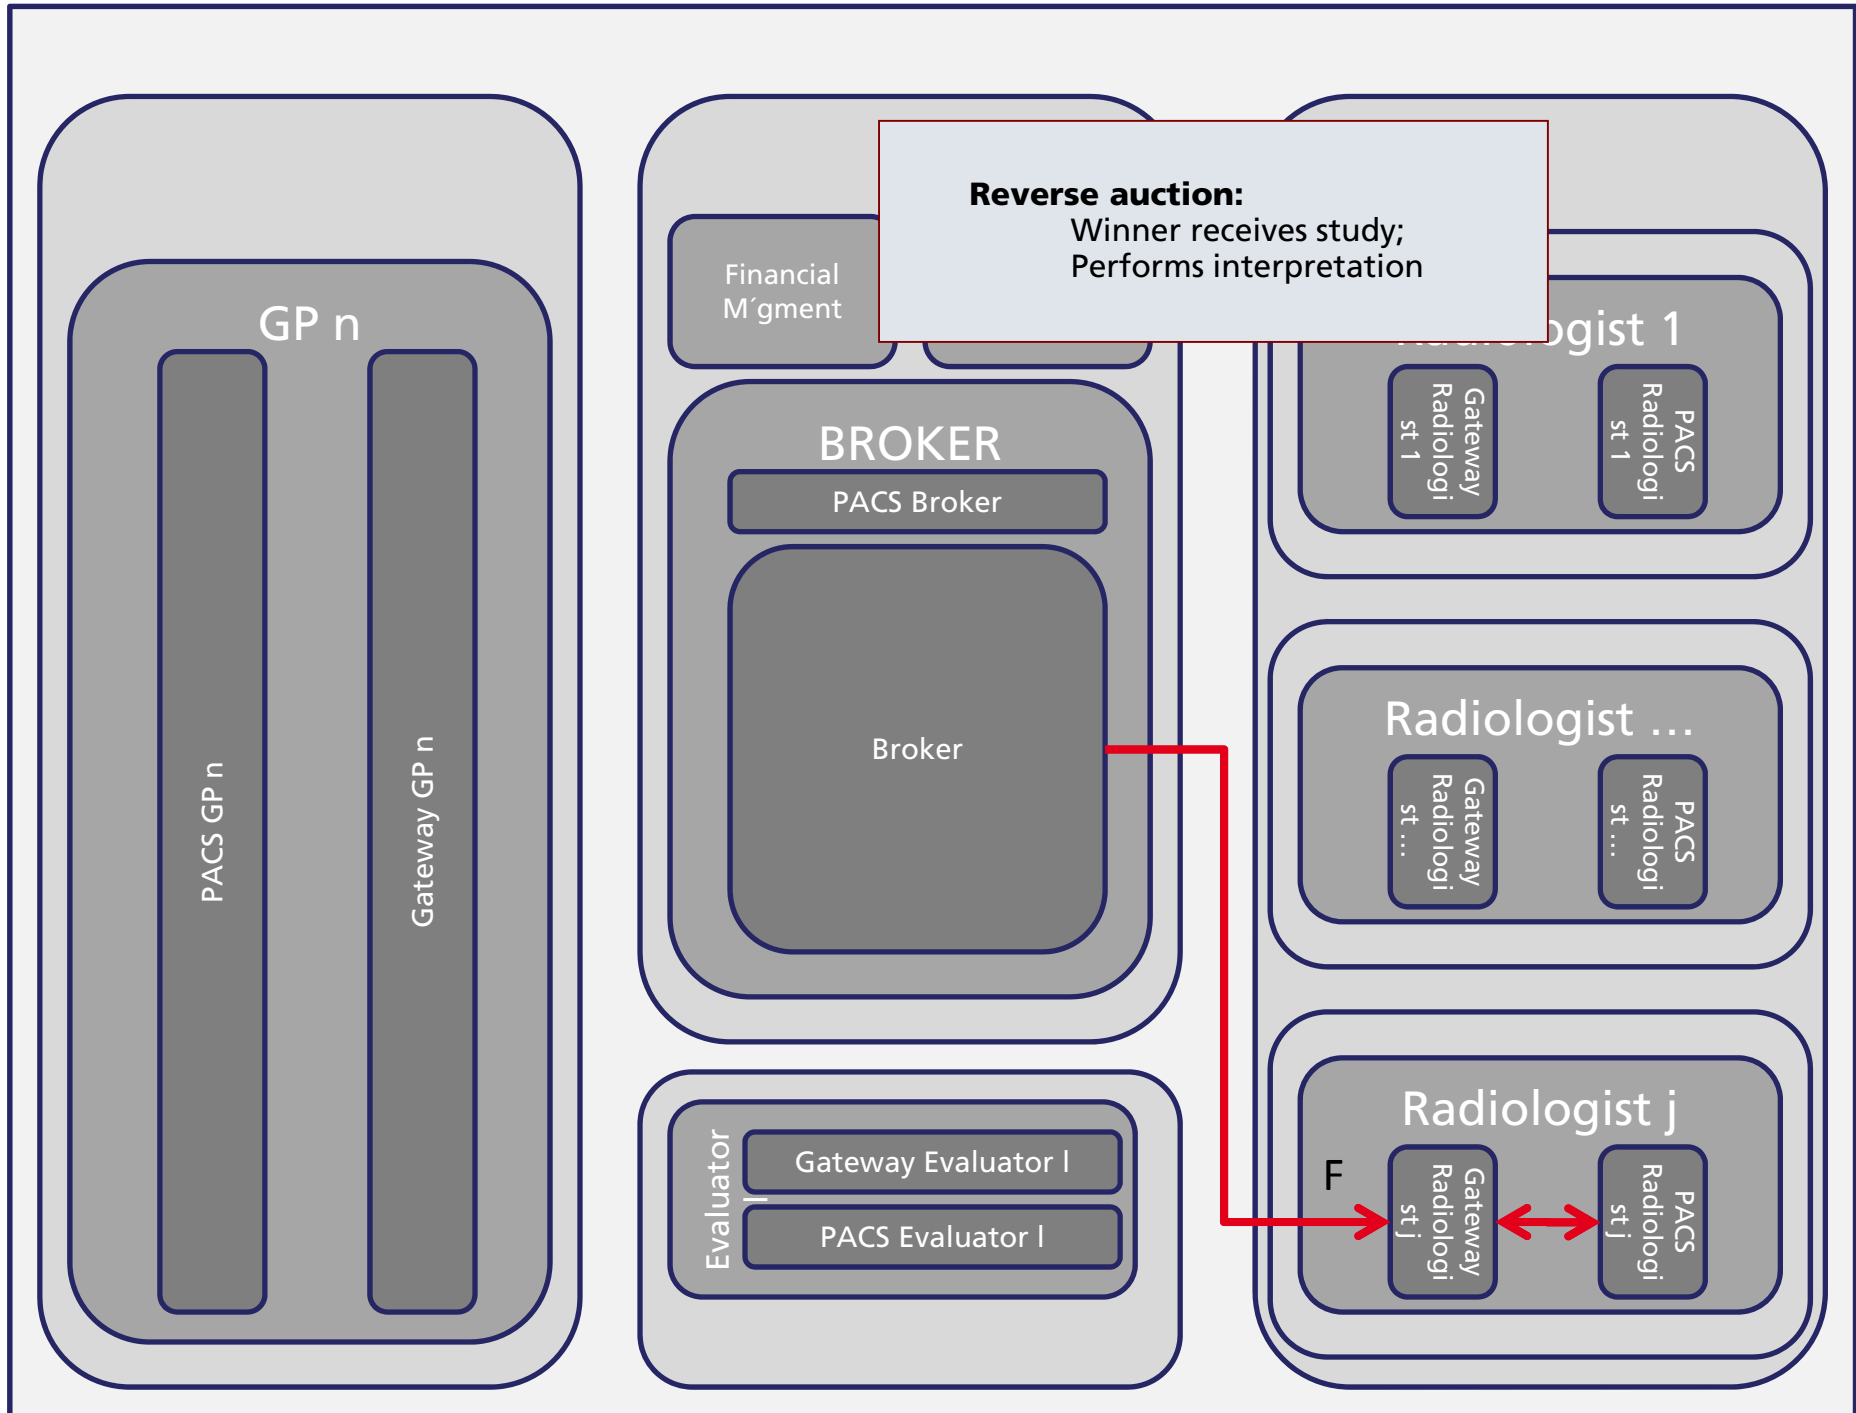 Reverse auction:
Winner receives study;
Performs interpretation
GP n
PACS GP n
Gateway GP n
Financial
M´gment
BROKER
PACS Broker
Broker
Evaluator
l
Gateway Evaluator l
PACS Evaluator l
Radiologist 1
Gateway
Radiologi
st 1
PACS
Radiologi
st 1
Radiologist ...
Gateway
Radiologi
st ...
PACS
Radiologi
st ...
Radiologist j
F
Gateway
Radiologi
st j
PACS
Radiologi
st j